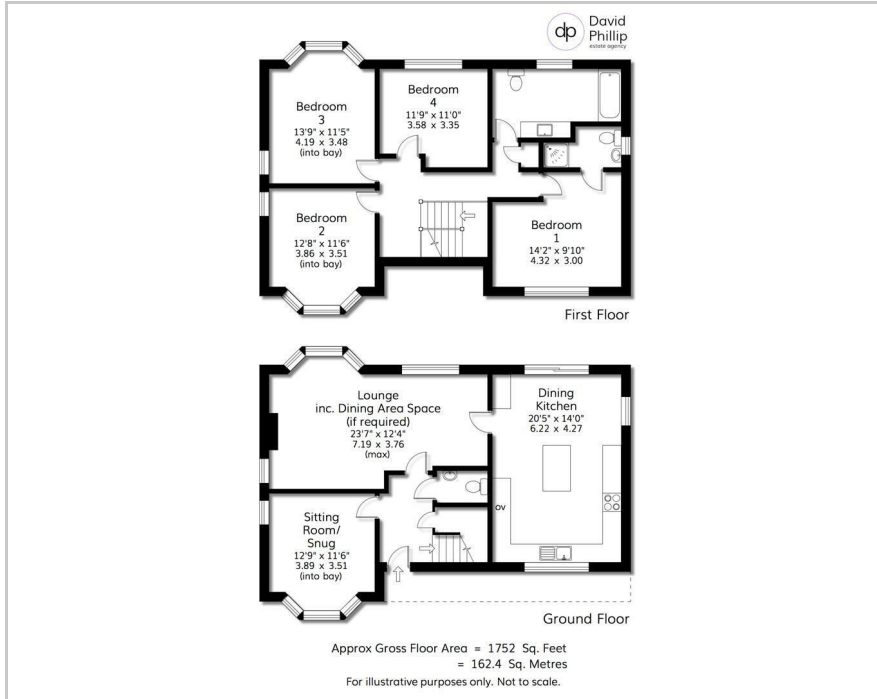 dp
David
Phillip
estate agency
Bedroom
3
13'9" x 11'5"
4.19 x 3.48
(into bay)
Bedroom
4
11'9" x 11'0"
3.58 x 3.35
Bedroom
2
12'8" x 11'6"
3.86 x 3.51
(into bay)
Bedroom
1
14'2" x 9'10"
4.32 x 3.00
First Floor
Lounge
inc. Dining Area Space
(if required)
23'7" x 12'4"
7.19 x 3.76
(max)
Dining
Kitchen
20'5" x 14'0"
6.22 x 4.27
OV
Sitting
Room/
Snug
12'9" x 11'6"
3.89 x 3.51
(into bay)
Ground Floor
Approx Gross Floor Area = 1752 Sq. Feet
= 162.4 Sq. Metres
For illustrative purposes only. Not to scale.